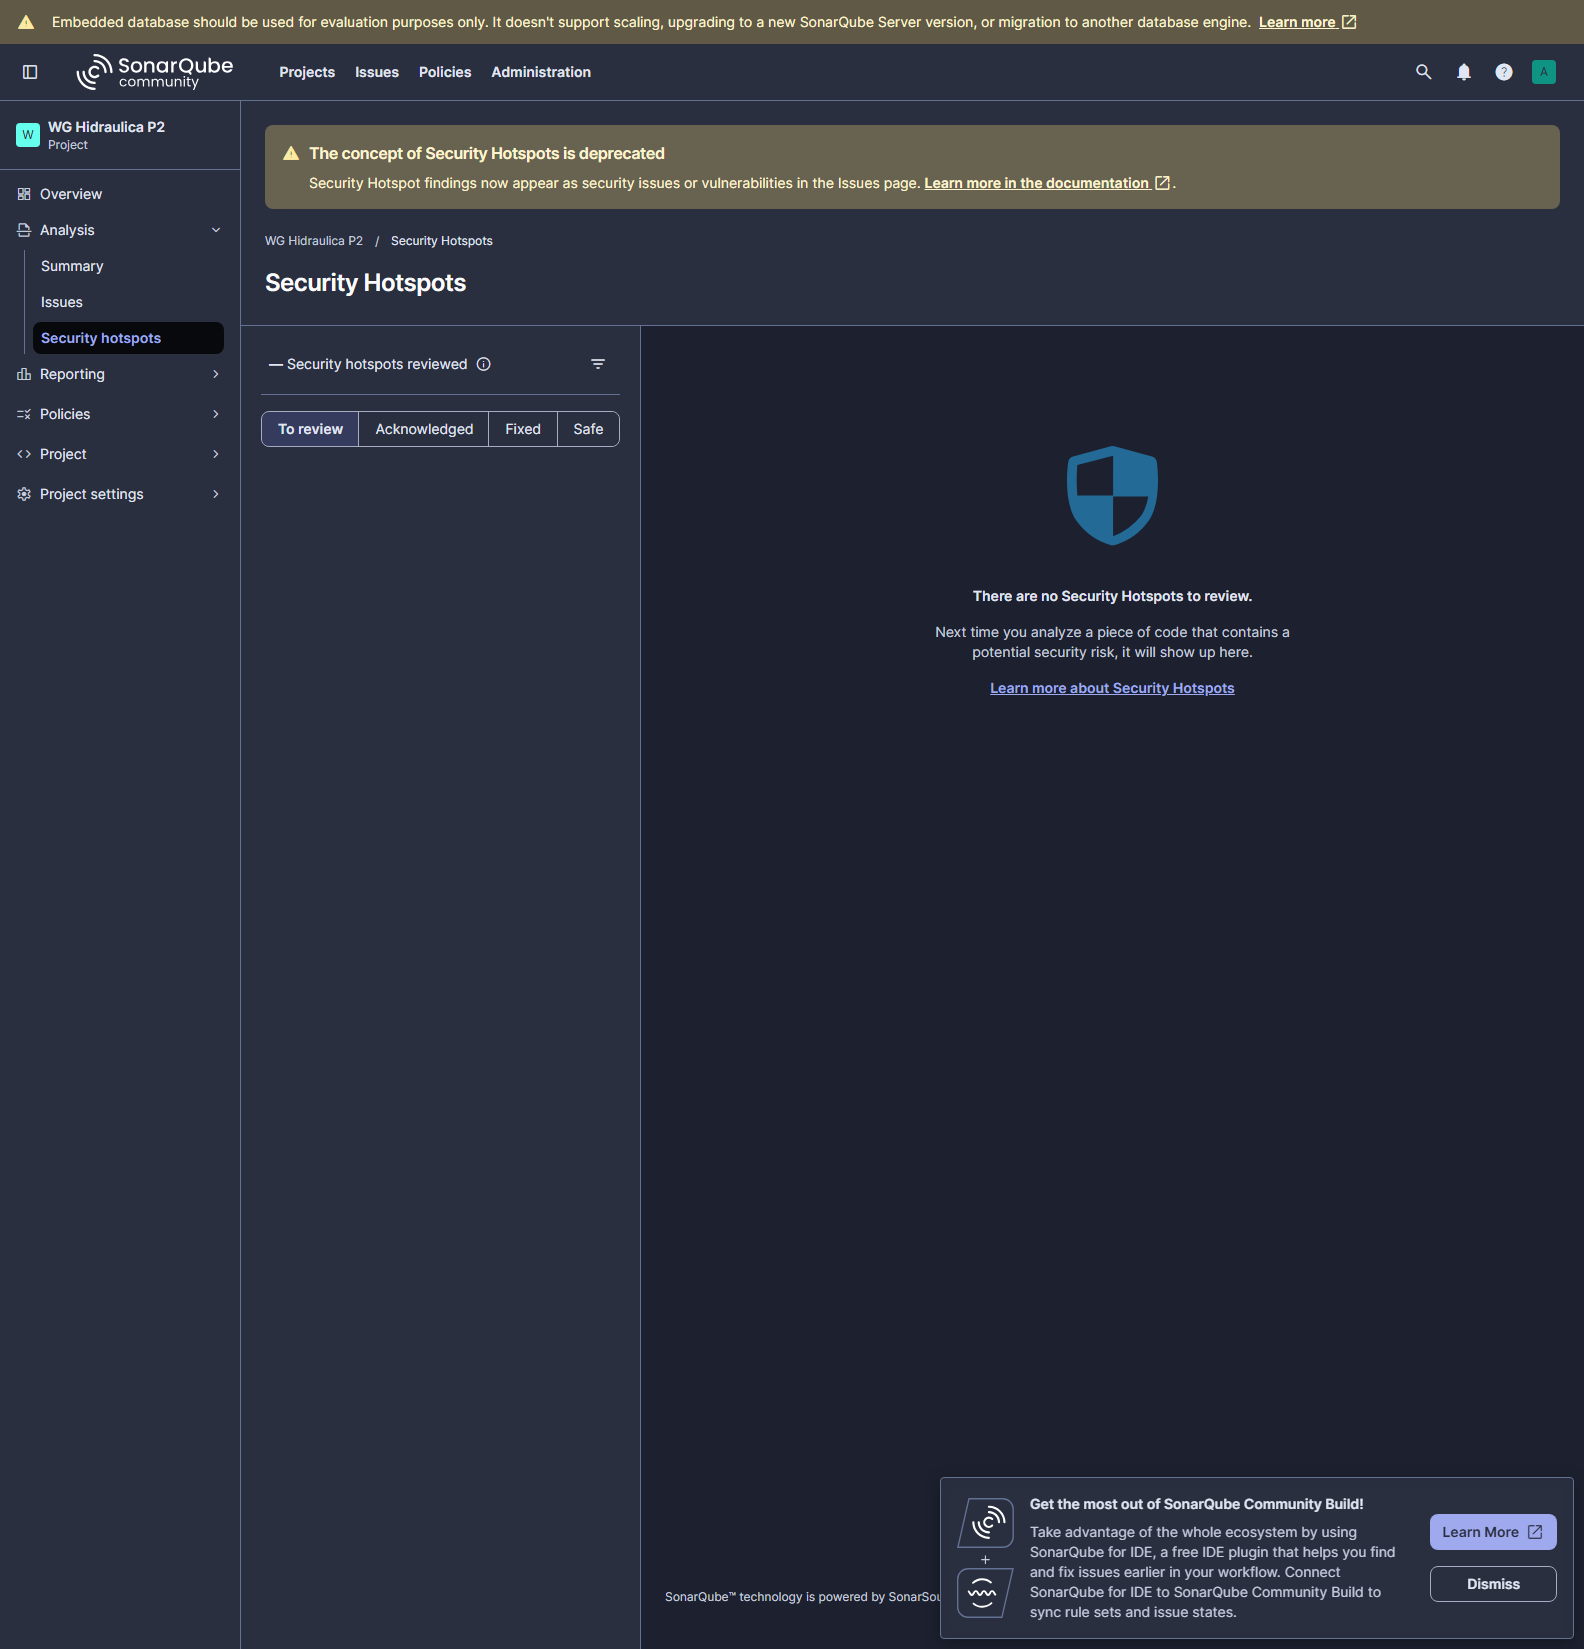 Embedded database should be used for evaluation purposes only. It doesn't support scaling, upgrading to a new SonarQube Server version, or migration to another database engine. Learn more
SonarQube community
Projects Issues Policies Administration
? A
W
WG Hidraulica P2
Project
Overview
Analysis
Summary
Issues
Security hotspots
Reporting
Policies
Project
Project settings
The concept of Security Hotspots is deprecated
Security Hotspot findings now appear as security issues or vulnerabilities in the Issues page. Learn more in the documentation .
WG Hidraulica P2 / Security Hotspots
Security Hotspots
— Security hotspots reviewed
To review Acknowledged Fixed Safe
There are no Security Hotspots to review.
Next time you analyze a piece of code that contains a
potential security risk, it will show up here.
Learn more about Security Hotspots
SonarQube™ technology is powered by
Get the most out of SonarQube Community Build!
Take advantage of the whole ecosystem by using
SonarQube for IDE, a free IDE plugin that helps you find
and fix issues earlier in your workflow. Connect
SonarQube for IDE to SonarQube Community Build to
sync rule sets and issue states.
+
Learn More
Dismiss